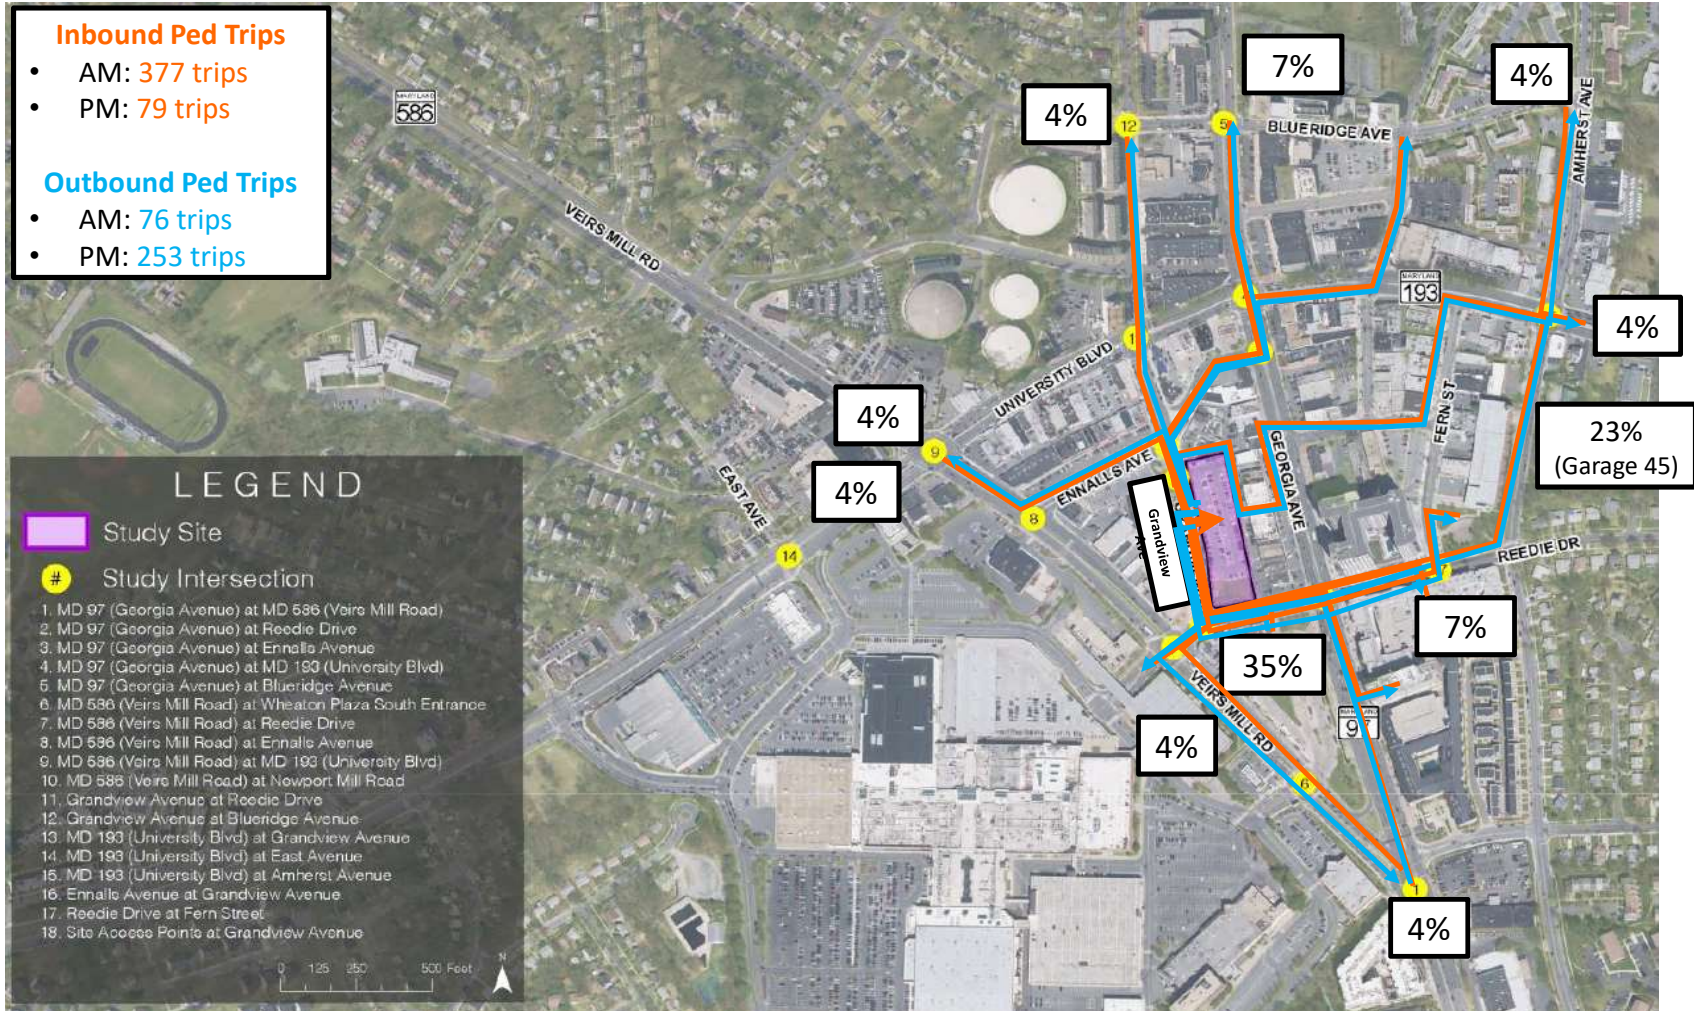 Inbound Ped Trips
• AM: 377 trips
• PM: 79 trips
Outbound Ped Trips
• AM: 76 trips
• PM: 253 trips
MARYLAND
586
VEIRS MILL RD
4%
12
7%
5
BLUERIDGE AVE
4%
AMHERST AVE
MARYLAND
193
4%
UNIVERSITY BLVD
4%
9
4%
ENNALLS AVE
8
EAST AVE
14
Grandview
Ave
GEORGIA AVE
FERN ST
23%
(Garage 45)
REEDIE DR
7%
35%
VEIRS MILL RD
MARYLAND
97
4%
6
1
4%
LEGEND
Study Site
# Study Intersection
1. MD 97 (Georgia Avenue) at MD 586 (Veirs Mill Road)
2. MD 97 (Georgia Avenue) at Reedie Drive
3. MD 97 (Georgia Avenue) at Ennalls Avenue
4. MD 97 (Georgia Avenue) at MD 193 (University Blvd)
5. MD 97 (Georgia Avenue) at Blueridge Avenue
6. MD 586 (Veirs Mill Road) at Wheaton Plaza South Entrance
7. MD 586 (Veirs Mill Road) at Reedie Drive
8. MD 586 (Veirs Mill Road) at Ennalls Avenue
9. MD 586 (Veirs Mill Road) at MD 193 (University Blvd)
10. MD 586 (Veirs Mill Road) at Newport Mill Road
11. Grandview Avenue at Reedie Drive
12. Grandview Avenue at Blueridge Avenue
13. MD 193 (University Blvd) at Grandview Avenue
14. MD 193 (University Blvd) at East Avenue
15. MD 193 (University Blvd) at Amherst Avenue
16. Ennalls Avenue at Grandview Avenue
17. Reedie Drive at Fern Street
18. Site Access Points at Grandview Avenue
0 125 250 500 Feet
N